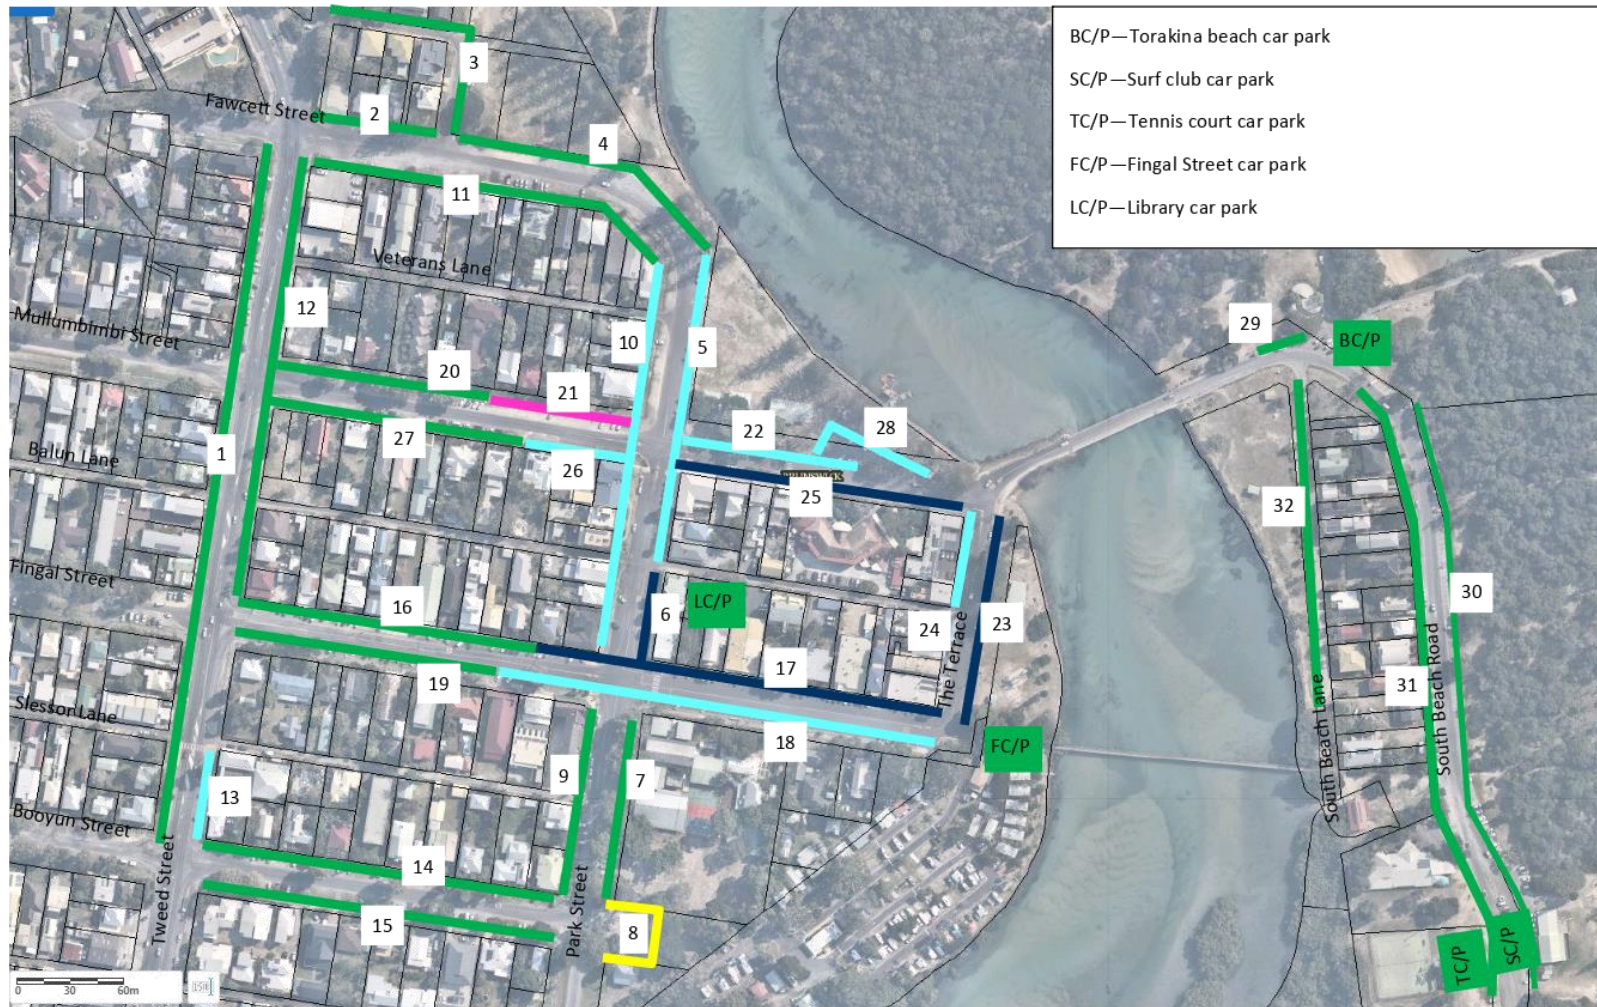 BC/P—Torakina beach car park
SC/P—Surf club car park
TC/P—Tennis court car park
FC/P—Fingal Street car park
LC/P—Library car park
3
Fawcett Street
2
4
11
Veterans Lane
12
Mullumbimbi Street
10
5
29
BC/P
20
21
22
28
27
1
Balun Lane
26
25
32
Fingal Street
16
6
LC/P
24
23
30
The Terrace
17
19
31
South Beach Road
Slessor Lane
18
FC/P
South Beach Lane
9
7
13
Booyun Street
Tweed Street
14
15
Park Street
8
TC/P
SC/P
0 30 60m